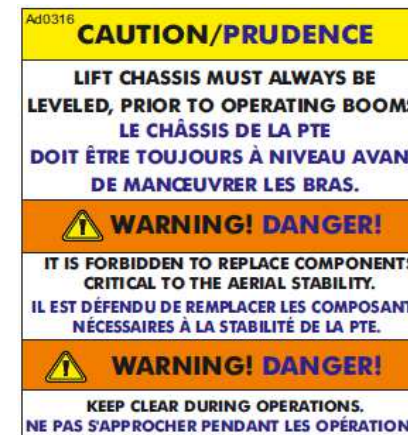 Ad0316
CAUTION/PRUDENCE
LIFT CHASSIS MUST ALWAYS BE
LEVELED, PRIOR TO OPERATING BOOMS
LE CHÂSSIS DE LA PTE
DOIT ÊTRE TOUJOURS À NIVEAU AVAN
DE MANŒUVRER LES BRAS.
WARNING! DANGER!
IT IS FORBIDDEN TO REPLACE COMPONENTS
CRITICAL TO THE AERIAL STABILITY.
IL EST DÉFENDU DE REMPLACER LES COMPOSANT
NÉCESSAIRES À LA STABILITÉ DE LA PTE.
WARNING! DANGER!
KEEP CLEAR DURING OPERATIONS.
NE PAS S'APPROCHER PENDANT LES OPÉRATION